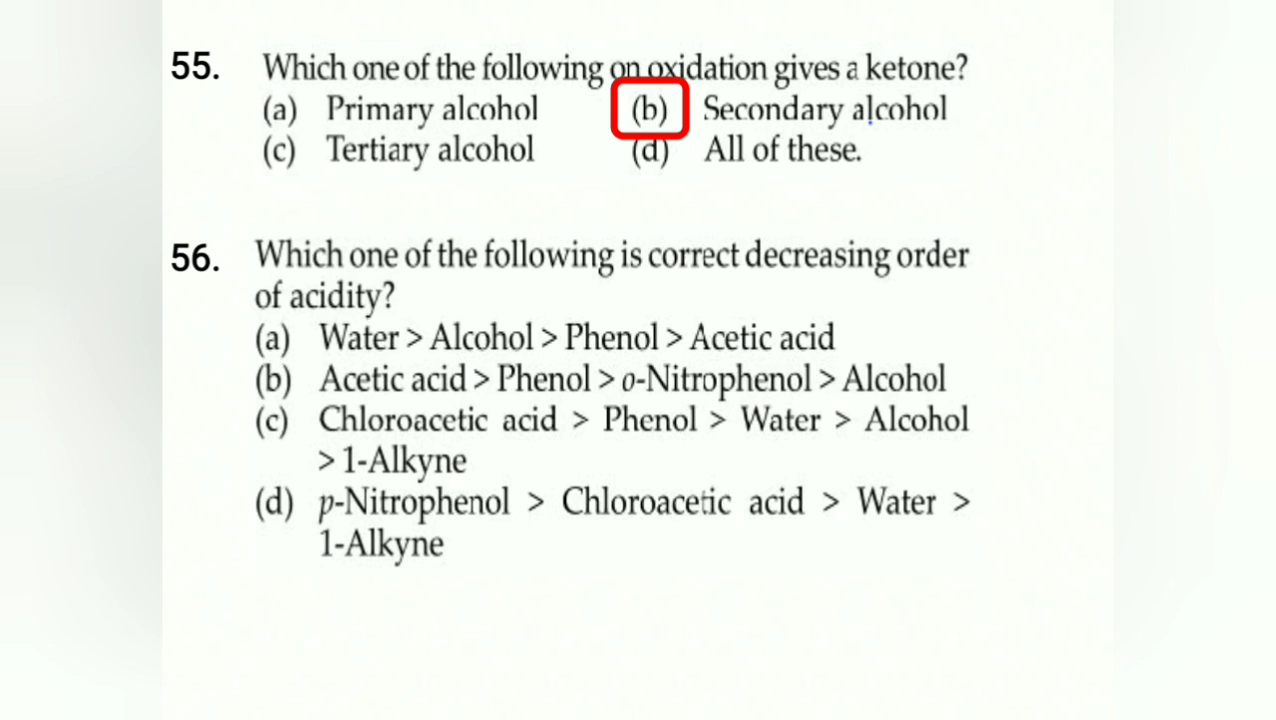 55. Which one of the following on oxidation gives a ketone?
(a) Primary alcohol (b) Secondary alcohol
(c) Tertiary alcohol (d) All of these.
56. Which one of the following is correct decreasing order
of acidity?
(a) Water > Alcohol > Phenol > Acetic acid
(b) Acetic acid > Phenol > o-Nitrophenol > Alcohol
(c) Chloroacetic acid > Phenol > Water > Alcohol
> 1-Alkyne
(d) p-Nitrophenol > Chloroacetic acid > Water >
1-Alkyne